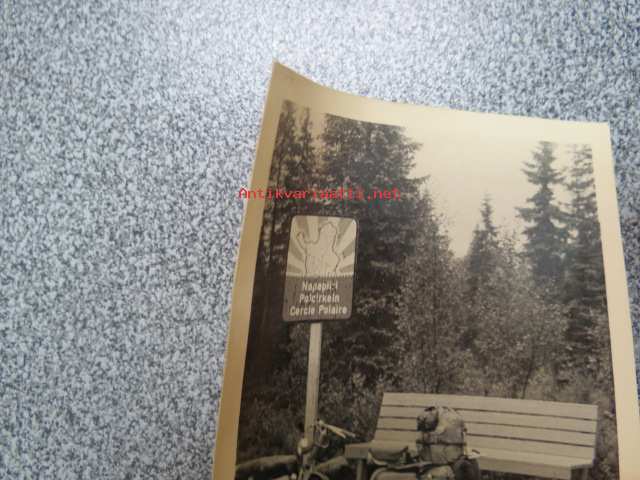 Antikvariaatti.net
Napapiiri
Polcirkeln
Cercle Polaire